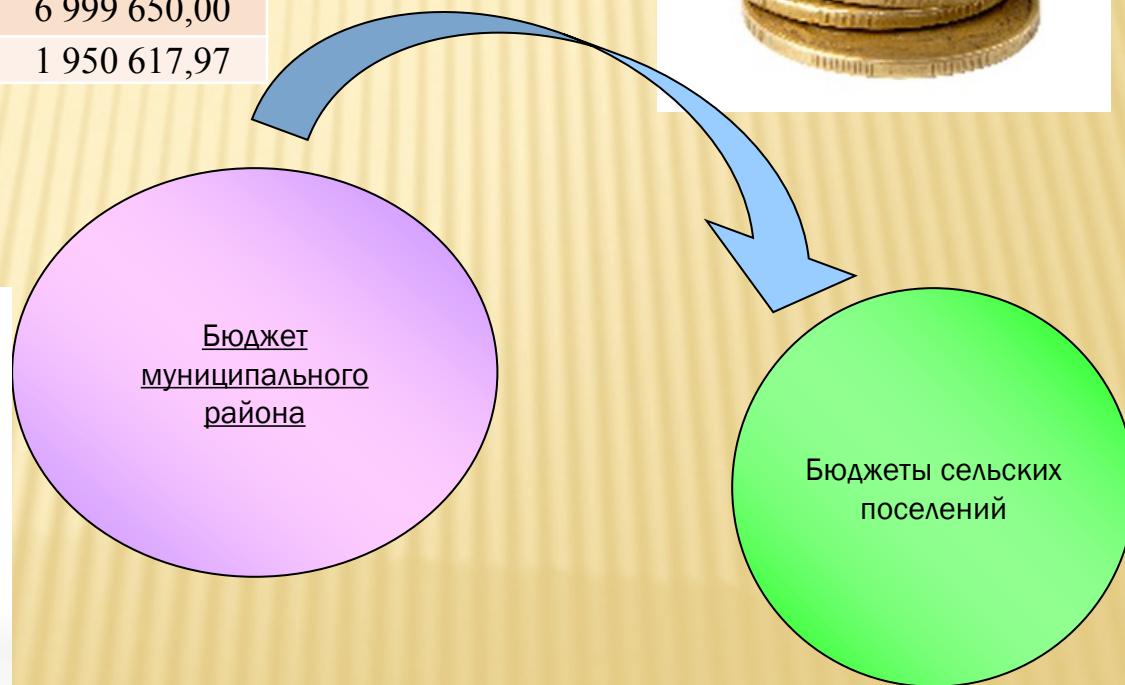 6 999 650,00
1 950 617,97
Бюджет
муниципального
района
Бюджеты сельских
поселений